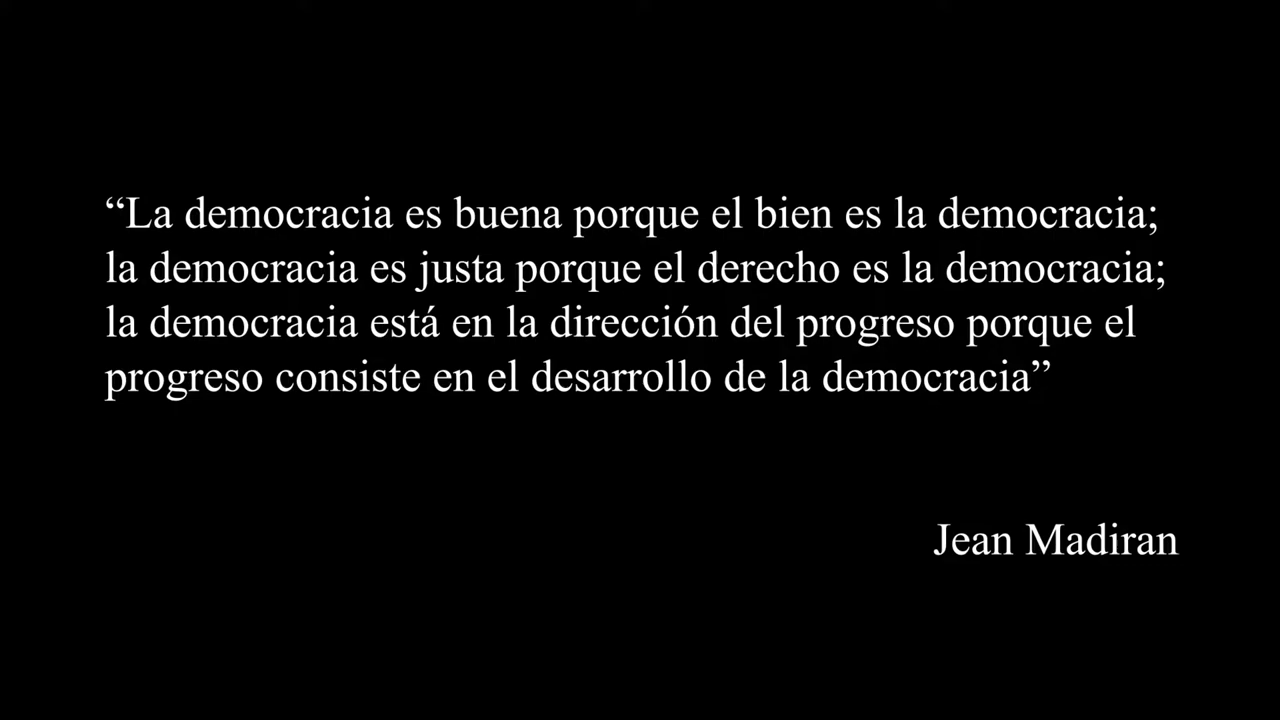 “La democracia es buena porque el bien es la democracia;
la democracia es justa porque el derecho es la democracia;
la democracia está en la dirección del progreso porque el
progreso consiste en el desarrollo de la democracia”
Jean Madiran